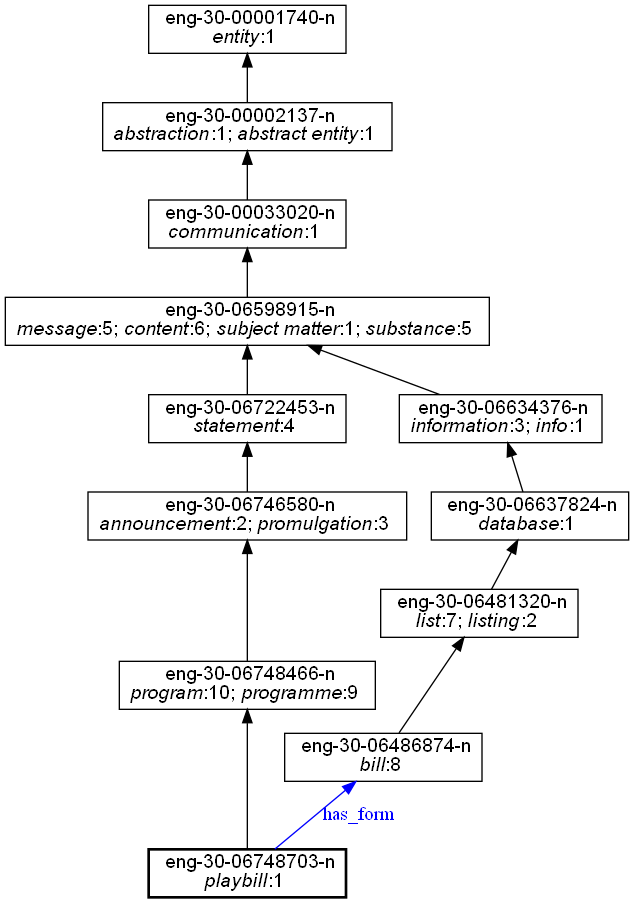 eng-30-00001740-n
entity:1
eng-30-00002137-n
abstraction:1; abstract entity:1
eng-30-00033020-n
communication:1
eng-30-06598915-n
message:5; content:6; subject matter:1; substance:5
eng-30-06722453-n
statement:4
eng-30-06634376-n
information:3; info:1
eng-30-06746580-n
announcement:2; promulgation:3
eng-30-06637824-n
database:1
eng-30-06481320-n
list:7; listing:2
eng-30-06748466-n
program:10; programme:9
eng-30-06486874-n
bill:8
has_form
eng-30-06748703-n
playbill:1